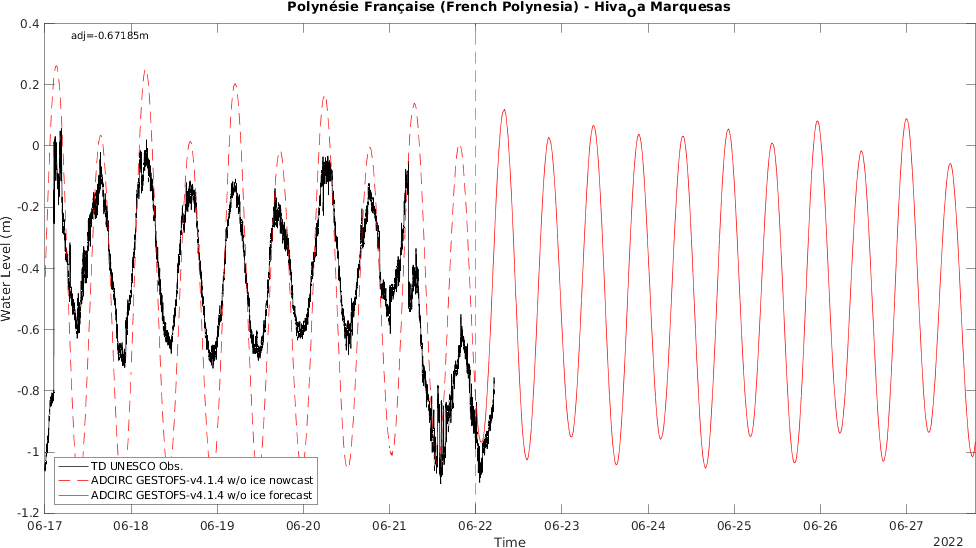 Polynésie Française (French Polynesia) - Hiva_Oa Marquesas
adj=-0.67185m
0.4
0.2
0
-0.2
-0.4
-0.6
-0.8
-1
-1.2
Water Level (m)
TD UNESCO Obs.
ADCIRC GESTOFS-v4.1.4 w/o ice nowcast
ADCIRC GESTOFS-v4.1.4 w/o ice forecast
06-17 06-18 06-19 06-20 06-21 06-22 06-23 06-24 06-25 06-26 06-27
Time
2022